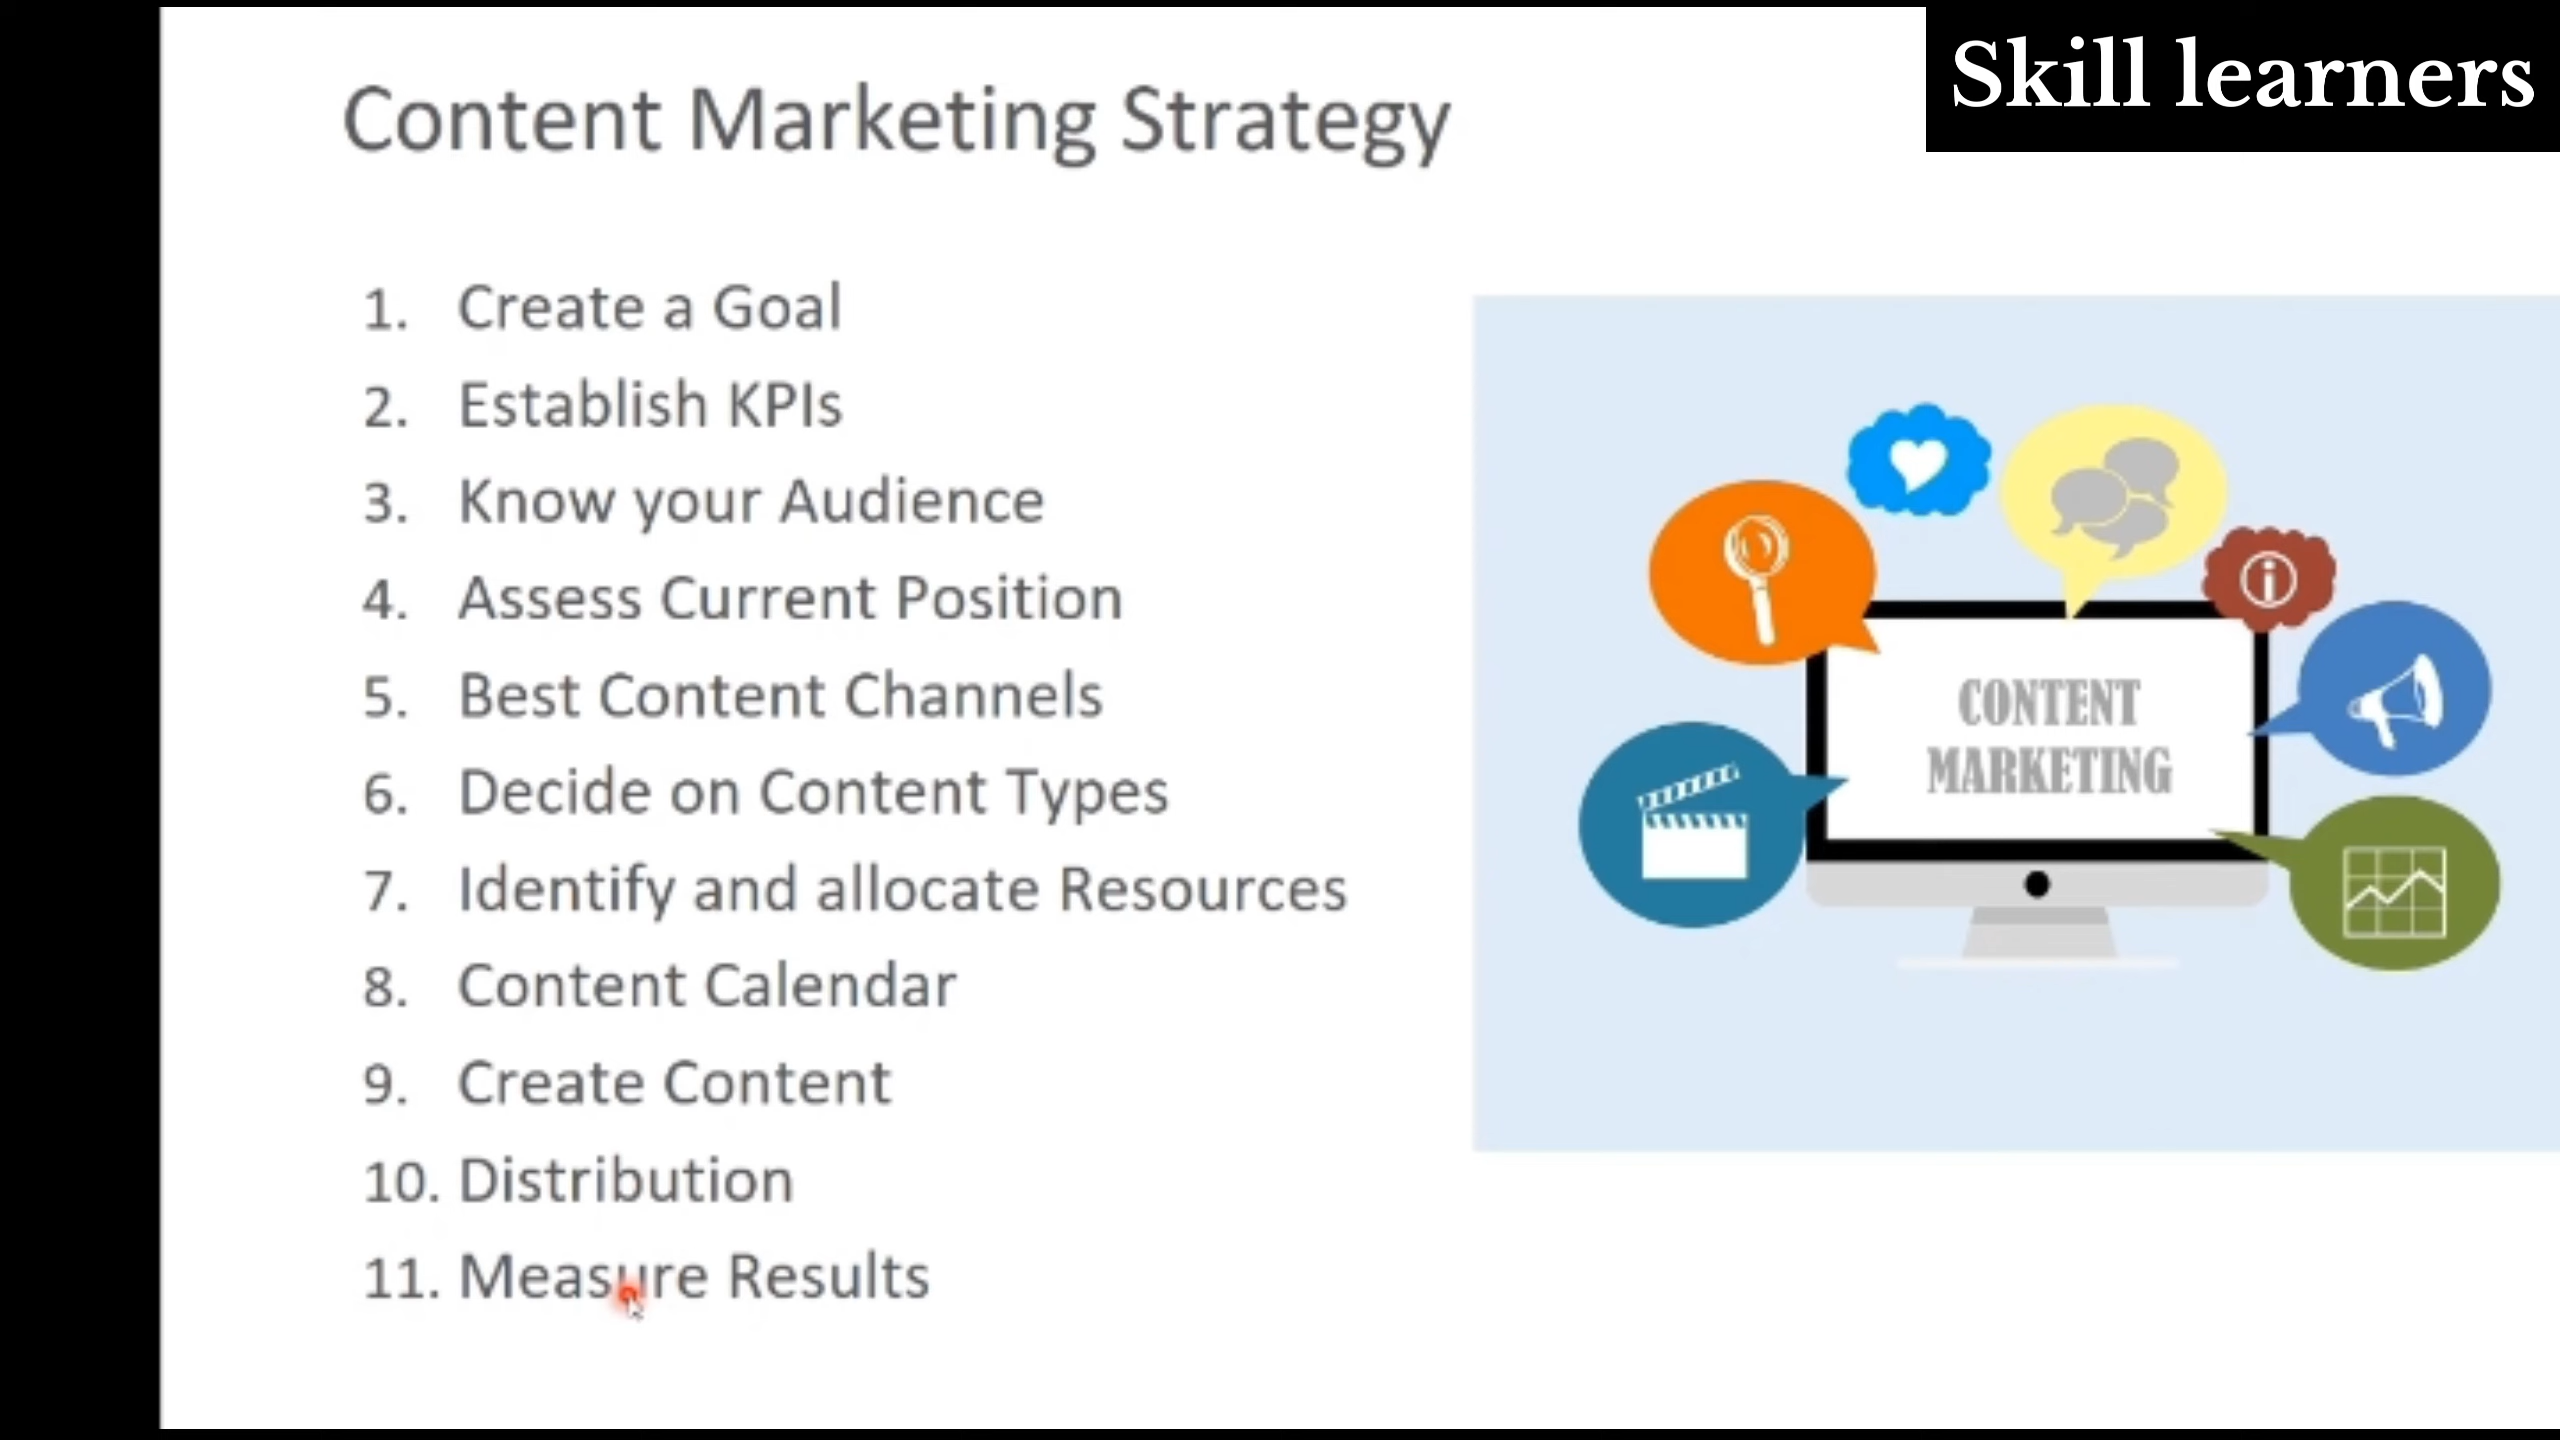 Skill learners
Content Marketing Strategy
1. Create a Goal
2. Establish KPIs
3. Know your Audience
4. Assess Current Position
5. Best Content Channels
6. Decide on Content Types
7. Identify and allocate Resources
8. Content Calendar
9. Create Content
10. Distribution
11. Measure Results
CONTENT
MARKETING